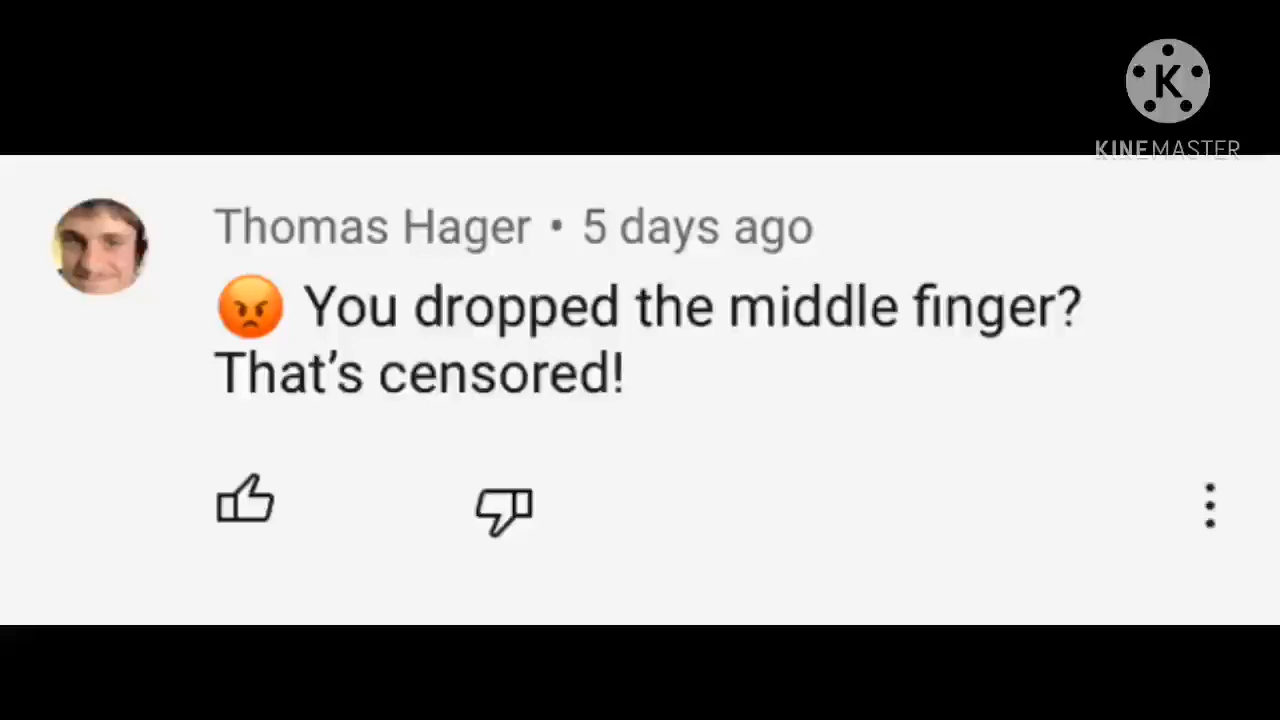 K
KINEMASTER
Thomas Hager • 5 days ago
😡 You dropped the middle finger?
That’s censored!